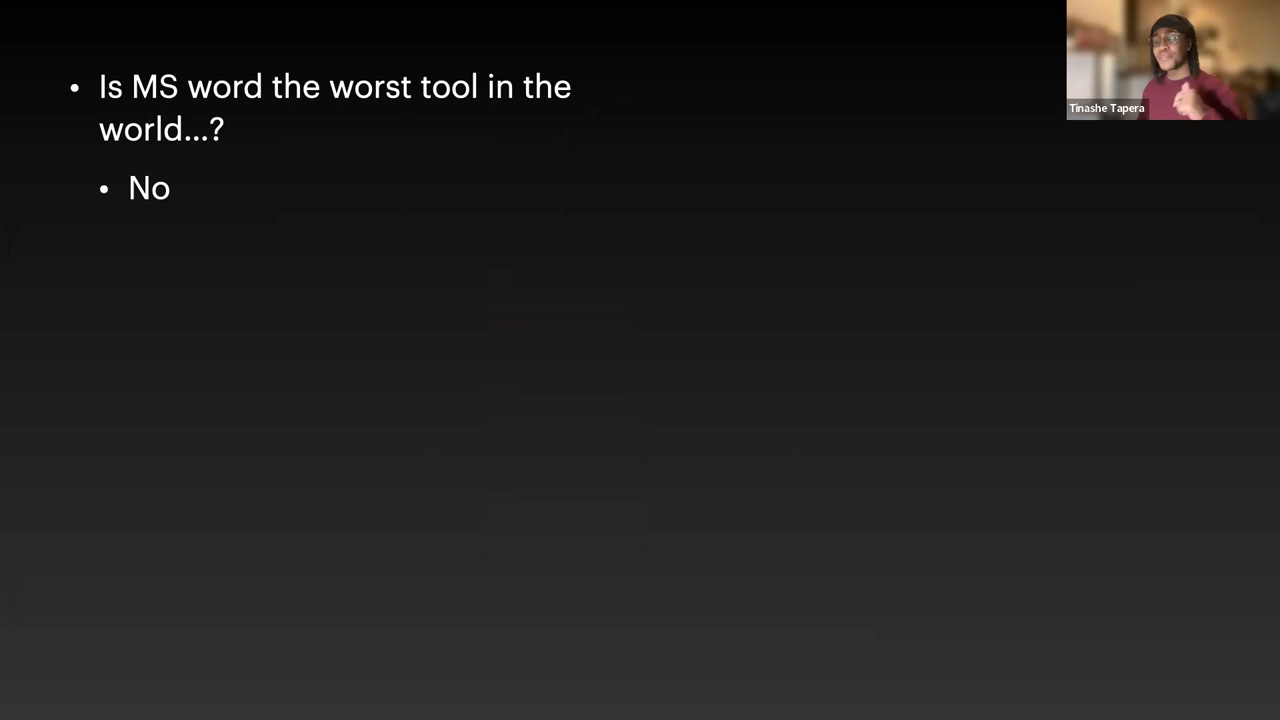 • Is MS word the worst tool in the
world...?
• No
Tinashe Tapera